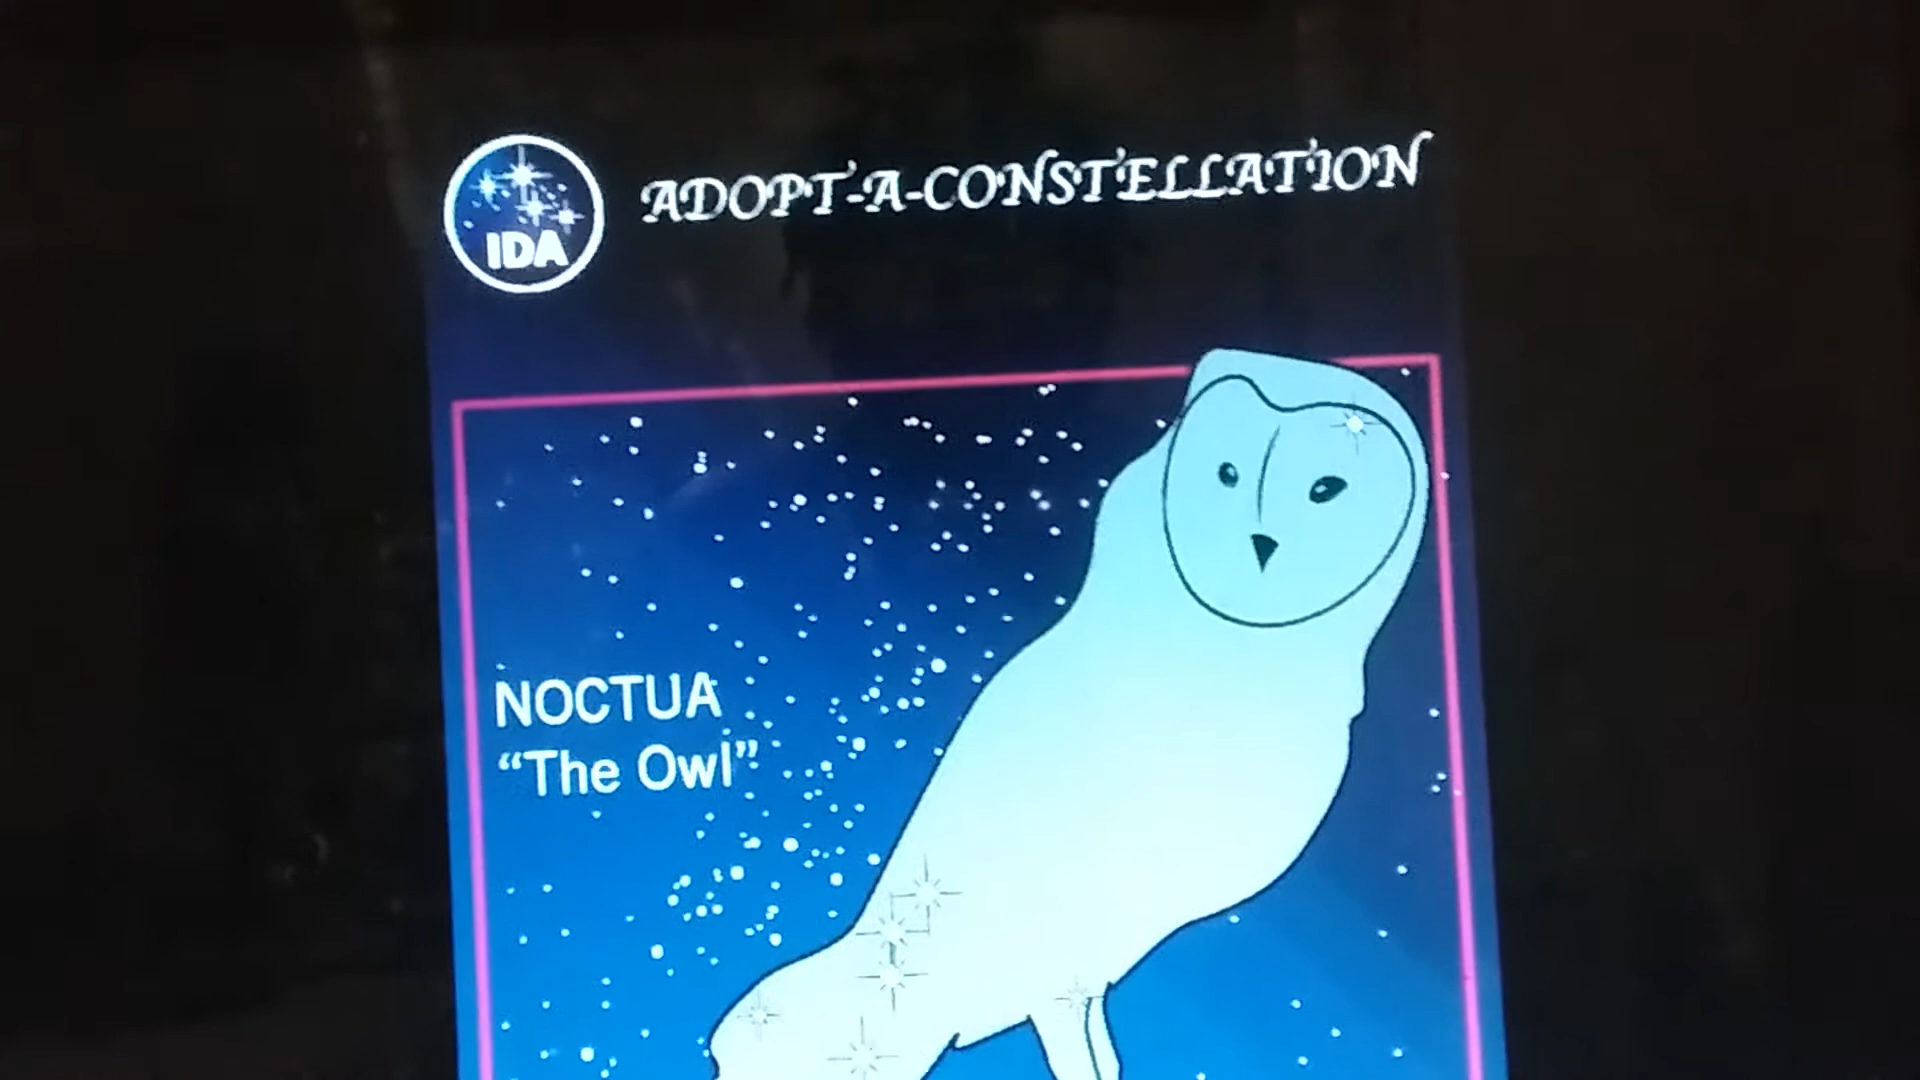 IDA
ADOPT-A-CONSTELLATION
NOCTUA
“The Owl”